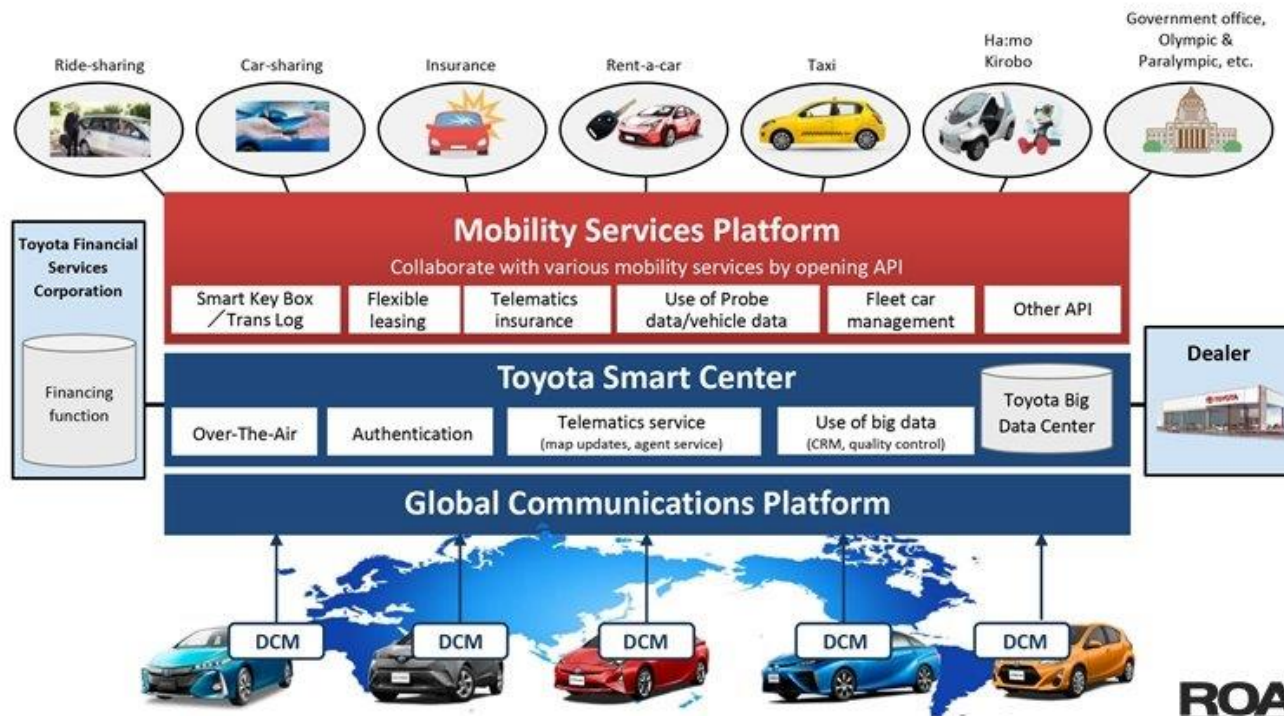 Government office,
Olympic &
Paralympic, etc.
Ha:mo
Kirobo
Ride-sharing
Car-sharing
Insurance
Rent-a-car
Taxi
Mobility Services Platform
Collaborate with various mobility services by opening API
Smart Key Box
／Trans Log
Flexible
leasing
Telematics
insurance
Use of Probe
data/vehicle data
Fleet car
management
Other API
Toyota Financial
Services
Corporation
Financing
function
Toyota Smart Center
Over-The-Air
Authentication
Telematics service
(map updates, agent service)
Use of big data
(CRM, quality control)
Toyota Big
Data Center
Dealer
TOYOTA
Global Communications Platform
DCM
DCM
DCM
DCM
DCM
ROA